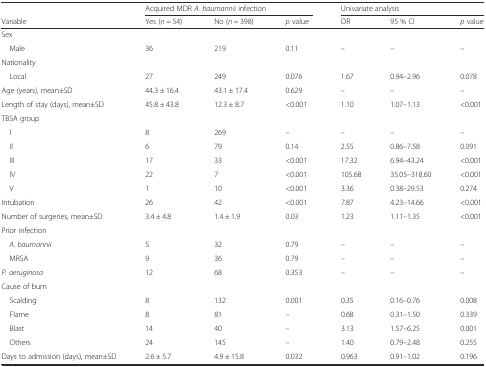 Acquired MDR A. baumannii infection Univariate analysis
Variable Yes (n = 54) No (n = 398) p value OR 95 % CI p value
Sex
Male 36 219 0.11 – – –
Nationality
Local 27 249 0.076 1.67 0.94–2.96 0.078
Age (years), mean±SD 44.3 ± 16.4 43.1 ± 17.4 0.629 – – –
Length of stay (days), mean±SD 45.8 ± 43.8 12.3 ± 8.7 <0.001 1.10 1.07–1.13 <0.001
TBSA group
I 8 269 – – – –
II 6 79 0.14 2.55 0.86–7.58 0.091
III 17 33 <0.001 17.32 6.94–43.24 <0.001
IV 22 7 <0.001 105.68 35.05–318.60 <0.001
V 1 10 <0.001 3.36 0.38–29.53 0.274
Intubation 26 42 <0.001 7.87 4.23–14.66 <0.001
Number of surgeries, mean±SD 3.4 ± 4.8 1.4 ± 1.9 0.03 1.23 1.11–1.35 <0.001
Prior infection
A. baumannii 5 32 0.79 – – –
MRSA 9 36 0.79 – – –
P. aeruginosa 12 68 0.353 – – –
Cause of burn
Scalding 8 132 0.001 0.35 0.16–0.76 0.008
Flame 8 81 – 0.68 0.31–1.50 0.339
Blast 14 40 – 3.13 1.57–6.25 0.001
Others 24 145 – 1.40 0.79–2.48 0.255
Days to admission (days), mean±SD 2.6 ± 5.7 4.9 ± 15.8 0.032 0.963 0.91–1.02 0.196